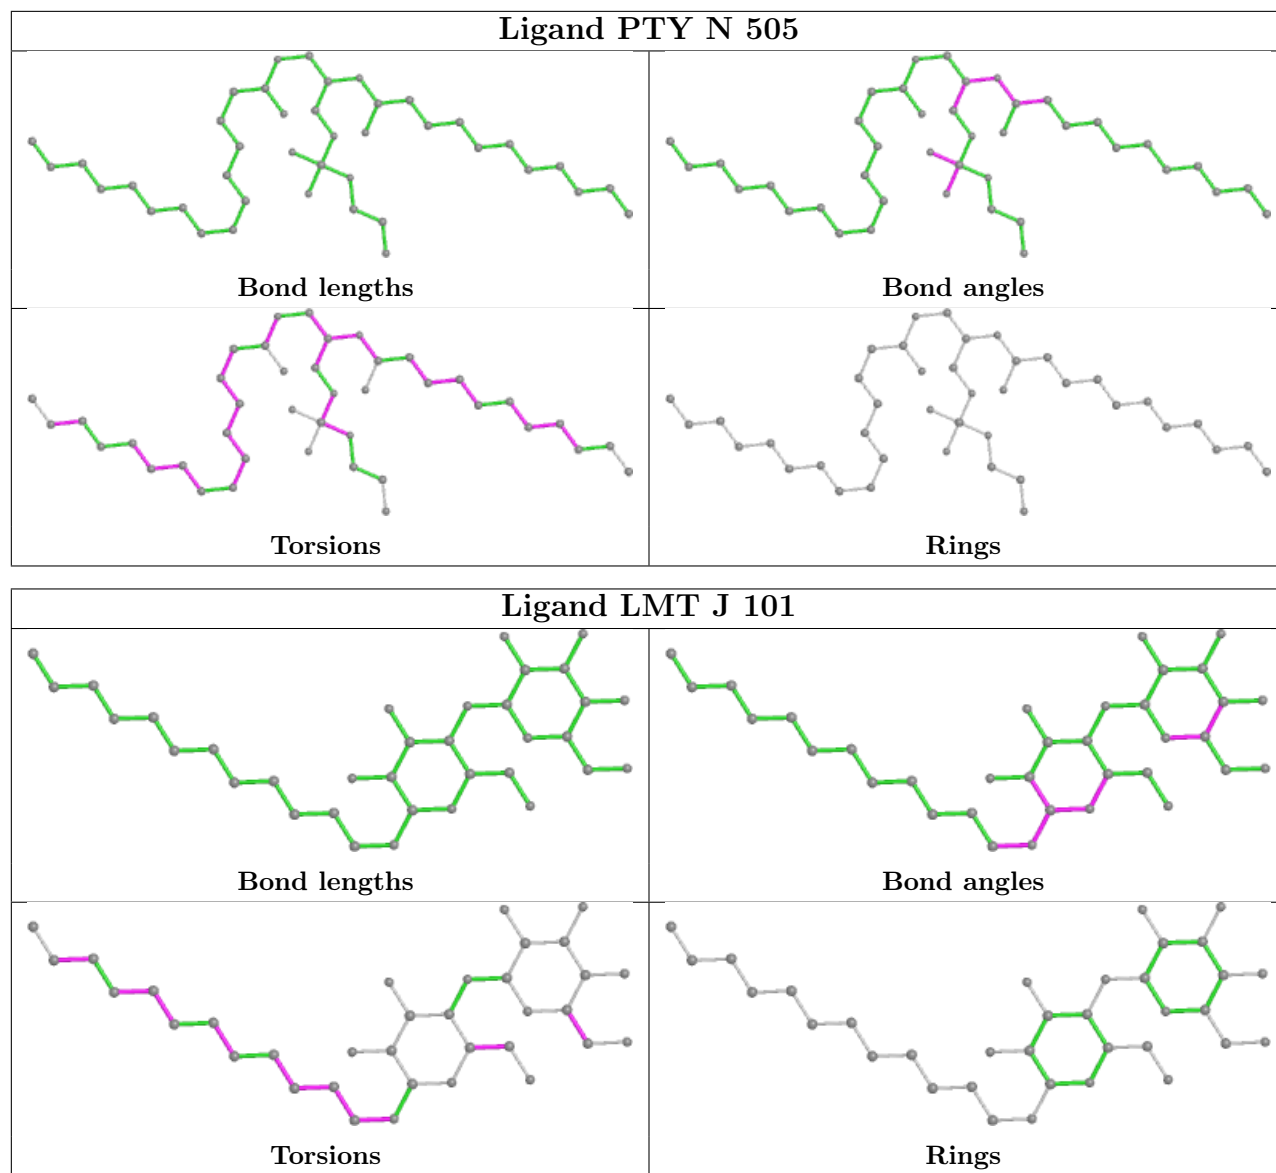 Ligand PTY N 505
Bond lengths
Bond angles
Torsions
Rings
Ligand LMT J 101
Bond lengths
Bond angles
Torsions
Rings